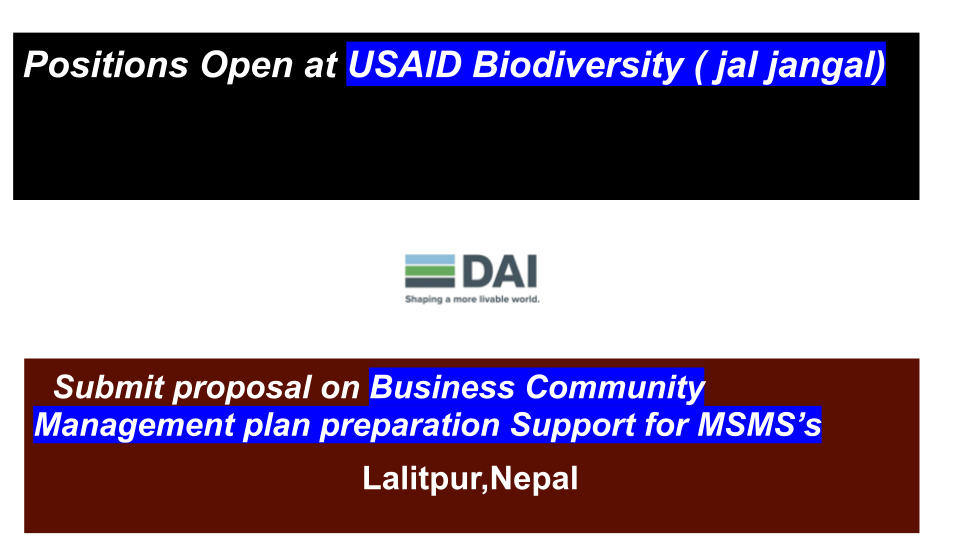 Positions Open at USAID Biodiversity ( jal jangal)
DAI
Shaping a more livable world.
Submit proposal on Business Community
Management plan preparation Support for MSMS’s
Lalitpur,Nepal